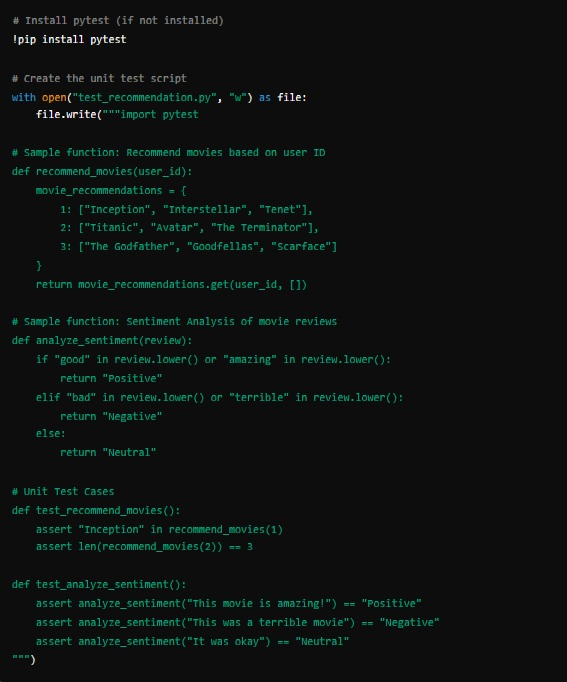 # Install pytest (if not installed)
!pip install pytest

# Create the unit test script
with open("test_recommendation.py", "w") as file:
    file.write("""import pytest

# Sample function: Recommend movies based on user ID
def recommend_movies(user_id):
    movie_recommendations = {
        1: ["Inception", "Interstellar", "Tenet"],
        2: ["Titanic", "Avatar", "The Terminator"],
        3: ["The Godfather", "Goodfellas", "Scarface"]
    }
    return movie_recommendations.get(user_id, [])

# Sample function: Sentiment Analysis of movie reviews
def analyze_sentiment(review):
    if "good" in review.lower() or "amazing" in review.lower():
        return "Positive"
    elif "bad" in review.lower() or "terrible" in review.lower():
        return "Negative"
    else:
        return "Neutral"

# Unit Test Cases
def test_recommend_movies():
    assert "Inception" in recommend_movies(1)
    assert len(recommend_movies(2)) == 3

def test_analyze_sentiment():
    assert analyze_sentiment("This movie is amazing!") == "Positive"
    assert analyze_sentiment("This was a terrible movie") == "Negative"
    assert analyze_sentiment("It was okay") == "Neutral"
""")